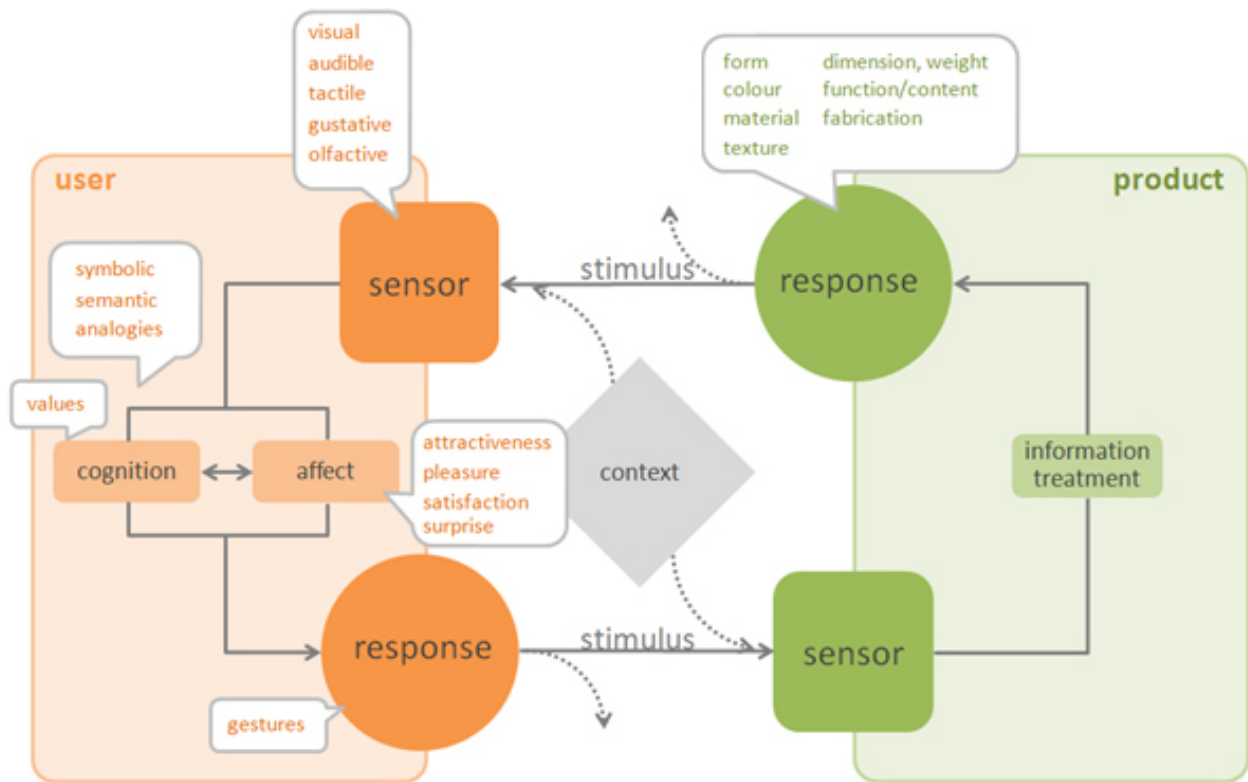 visual
audible
tactile
gustative
olfactive
form dimension, weight
colour function/content
material fabrication
texture
user
product
symbolic
semantic
analogies
sensor
stimulus
response
values
cognition
affect
attractiveness
pleasure
satisfaction
surprise
context
information
treatment
response
stimulus
sensor
gestures